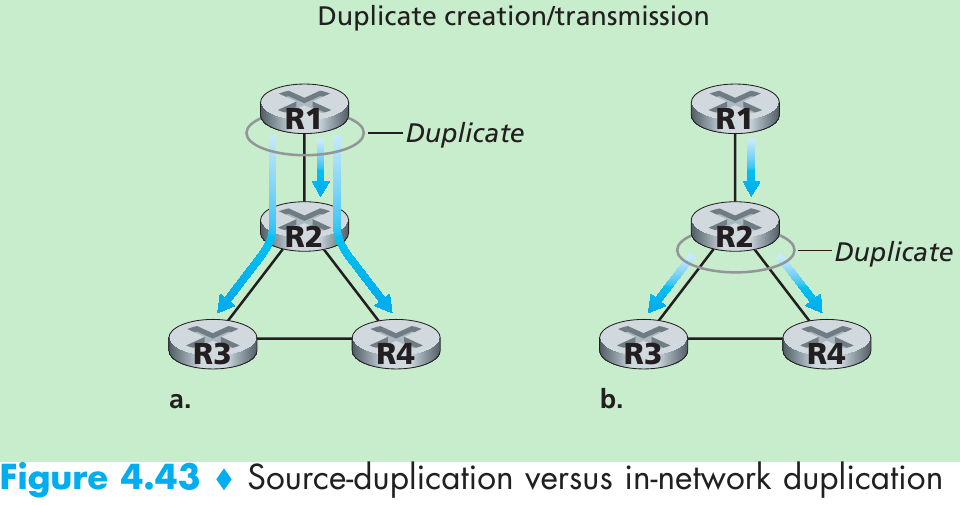 Duplicate creation/transmission
R1
Duplicate
R2
R3
R4
a.
R1
R2
Duplicate
R3
R4
b.
Figure 4.43 ♦ Source-duplication versus in-network duplication